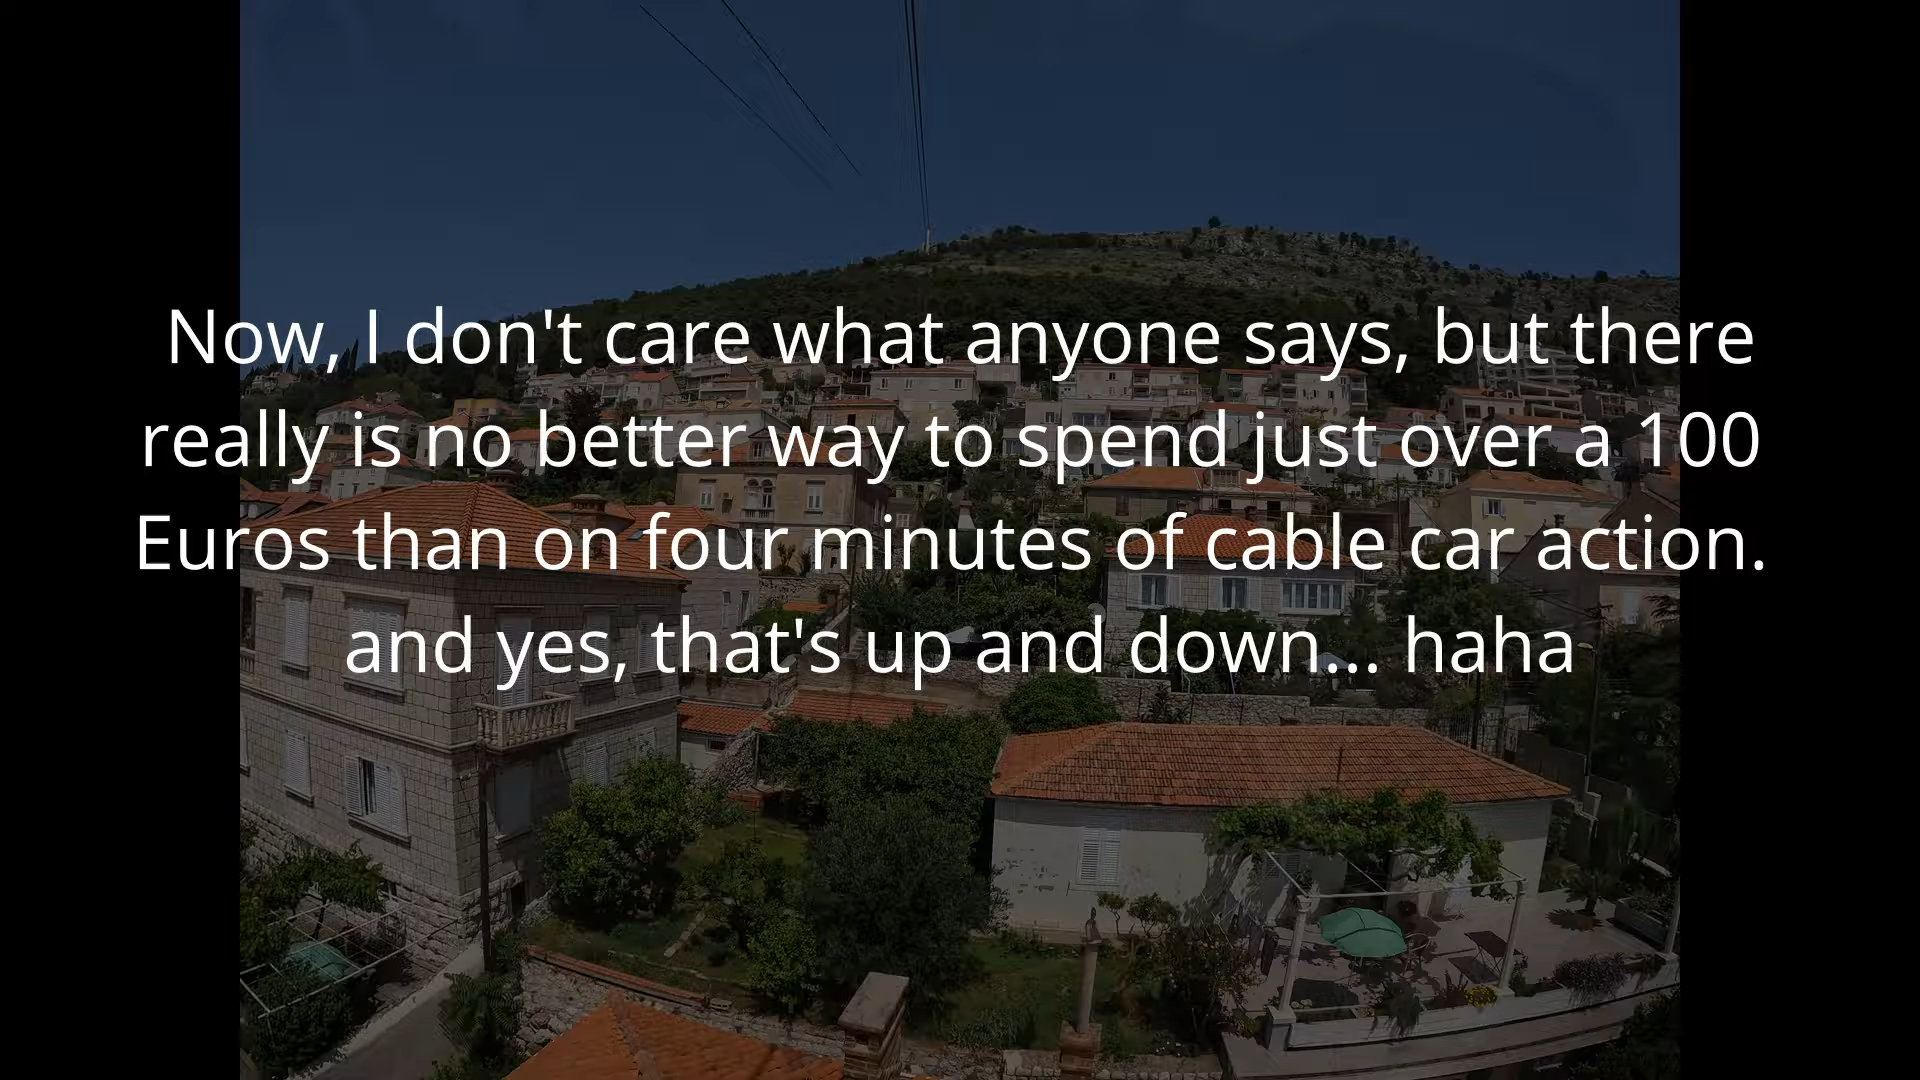 Now, I don't care what anyone says, but there
really is no better way to spend just over a 100
Euros than on four minutes of cable car action.
and yes, that's up and down... haha